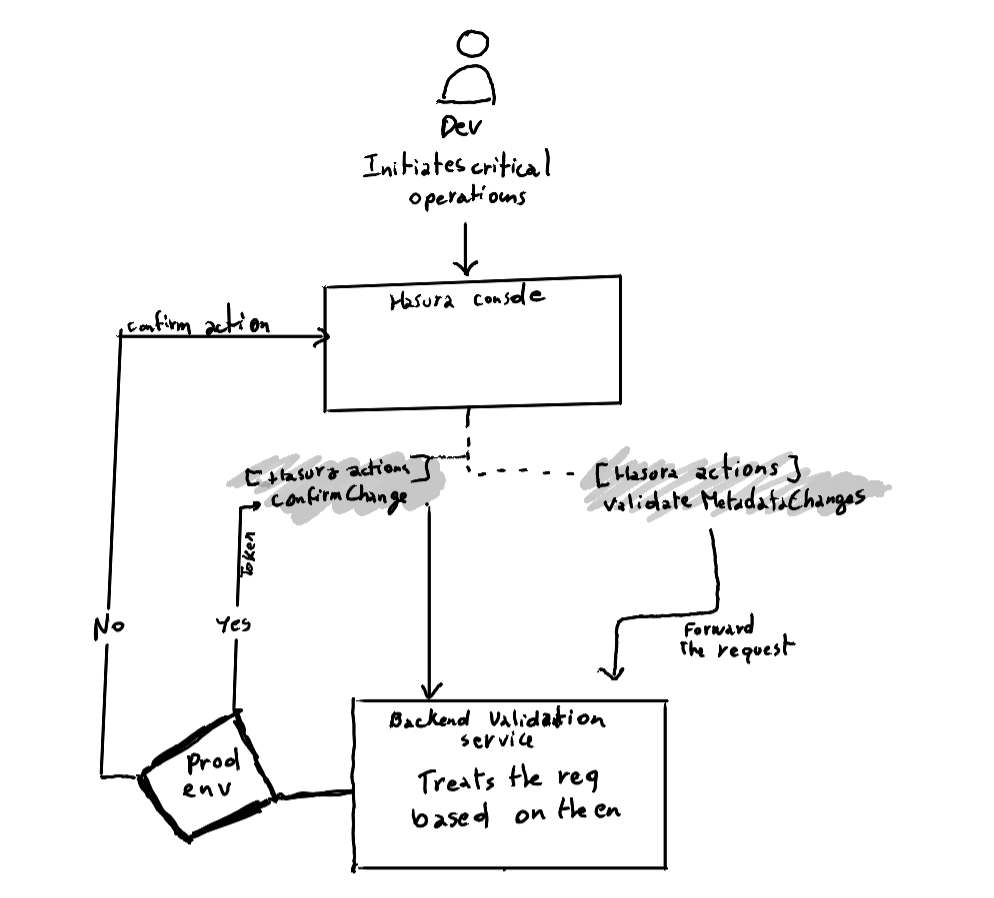 Dev
Initiates critical
operations
Hasura console
confirm action
[Hasura actions]
confirmChange
[Hasura actions]
validate MetadataChanges
Token
No
Yes
Forward
The request
Backend Validation
service
Treats the req
based on the en
Prod
env